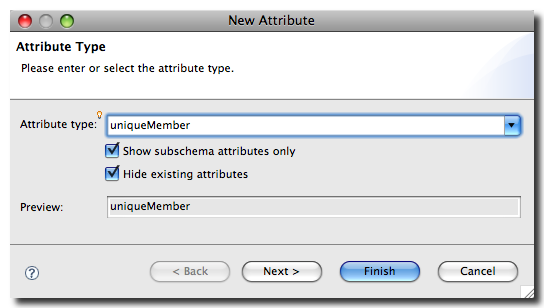 New Attribute
Attribute Type
Please enter or select the attribute type.
Attribute type: uniqueMember
Show subschema attributes only
Hide existing attributes
Preview: uniqueMember
? < Back Next > Finish Cancel